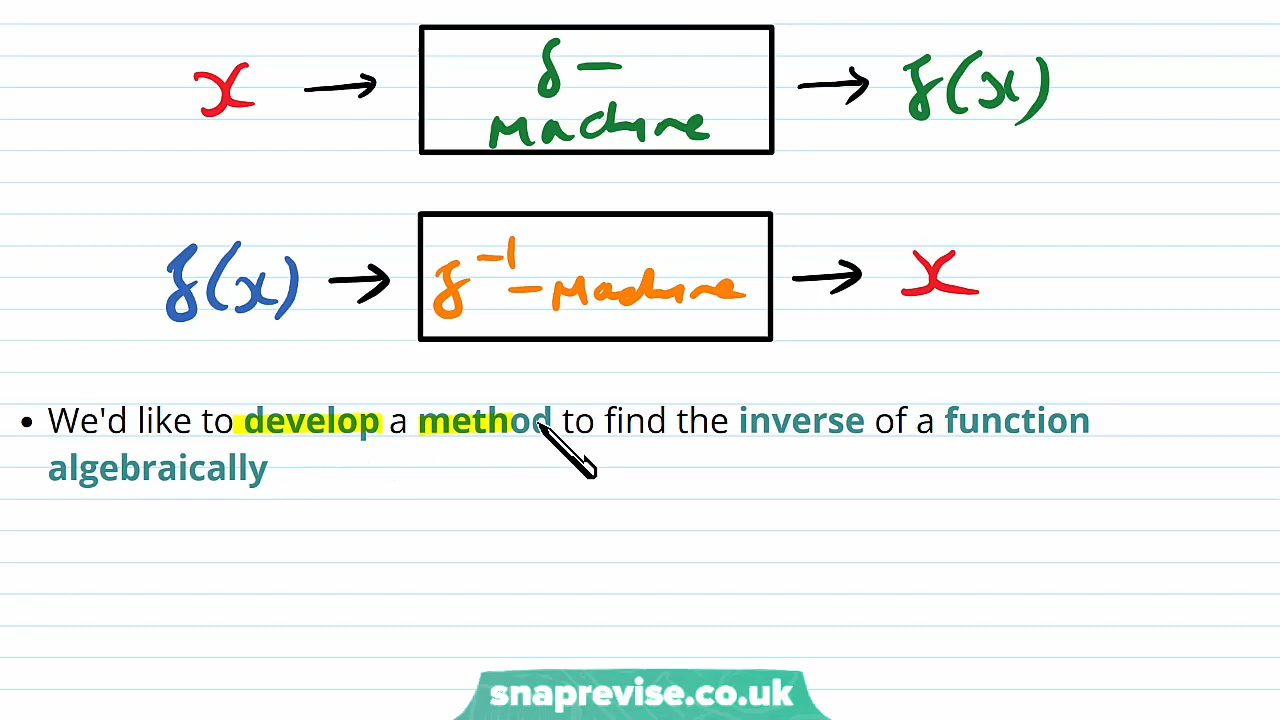 x → f - Machine → f(x)
f(x) → f⁻¹ - Machine → x
• We'd like to develop a method to find the inverse of a function
algebraically
snaprevise.co.uk